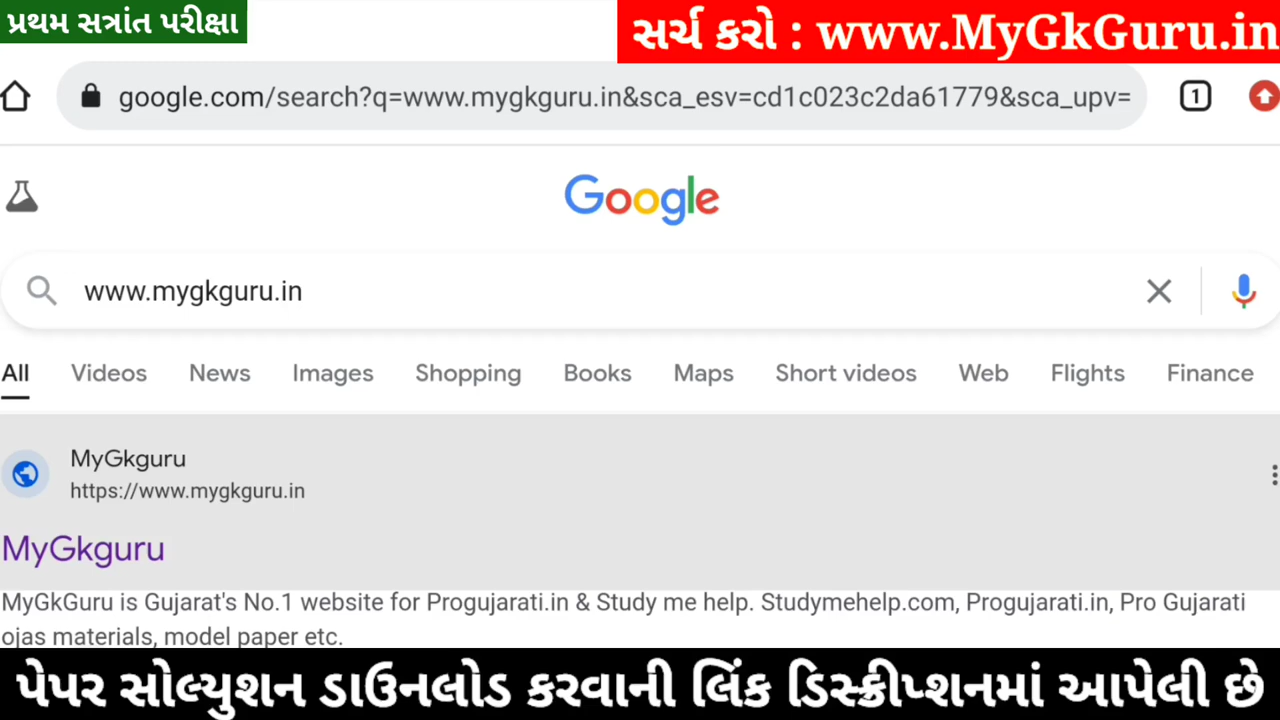 પ્રથમ સત્રાંત પરીક્ષા
સર્ચ કરો : www.MyGkGuru.in
google.com/search?q=www.mygkguru.in&sca_esv=cd1c023c2da61779&sca_upv=
1
Google
www.mygkguru.in
All Videos News Images Shopping Books Maps Short videos Web Flights Finance
MyGkguru
https://www.mygkguru.in
MyGkguru
MyGkGuru is Gujarat's No.1 website for Progujarati.in & Study me help. Studymehelp.com, Progujarati.in, Pro Gujarati
ojas materials, model paper etc.
પેપર સોલ્યુશન ડાઉનલોડ કરવાની લિંક ડિસ્ક્રીપ્શનમાં આપેલી છે